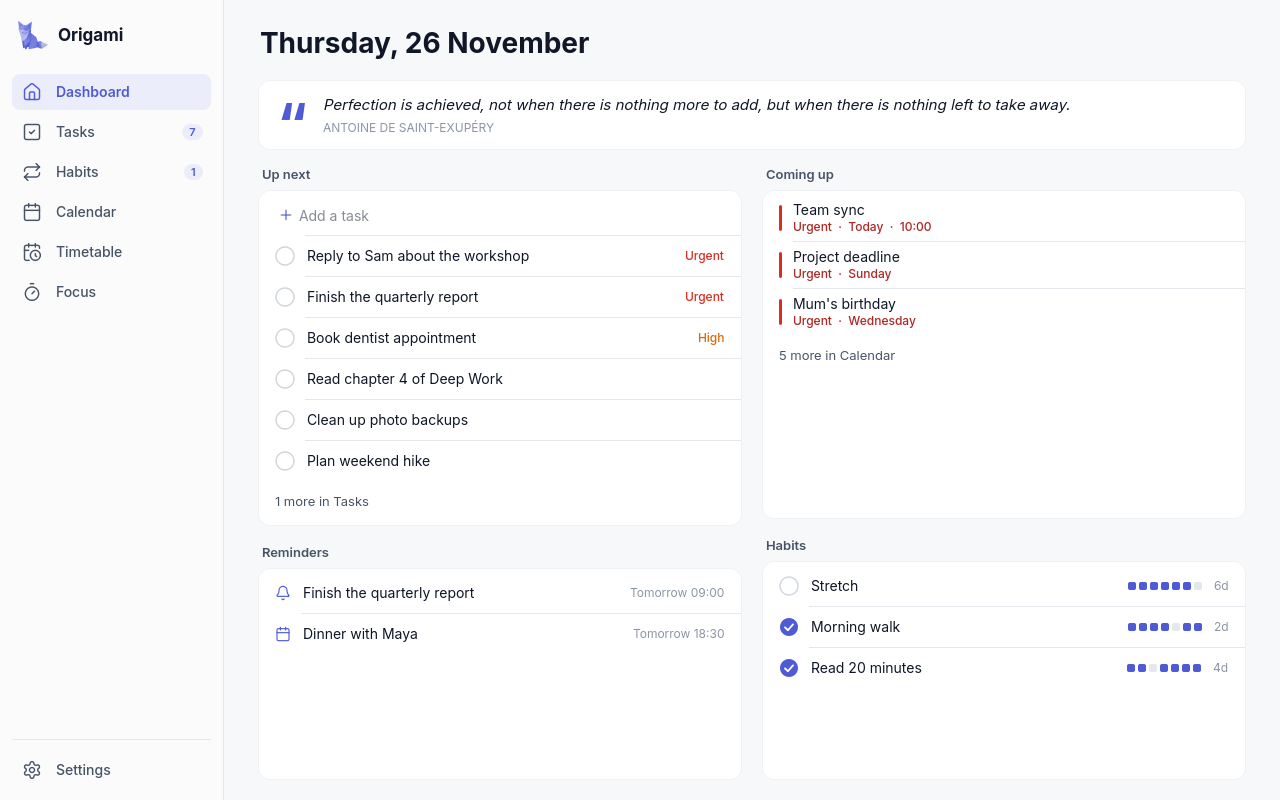 Origami
Dashboard
Tasks 7
Habits 1
Calendar
Timetable
Focus
Settings
Thursday, 26 November
Perfection is achieved, not when there is nothing more to add, but when there is nothing left to take away.
ANTOINE DE SAINT-EXUPÉRY
Up next
Add a task
Reply to Sam about the workshop Urgent
Finish the quarterly report Urgent
Book dentist appointment High
Read chapter 4 of Deep Work
Clean up photo backups
Plan weekend hike
1 more in Tasks
Coming up
Team sync
Urgent · Today · 10:00
Project deadline
Urgent · Sunday
Mum's birthday
Urgent · Wednesday
5 more in Calendar
Reminders
Finish the quarterly report Tomorrow 09:00
Dinner with Maya Tomorrow 18:30
Habits
Stretch 6d
Morning walk 2d
Read 20 minutes 4d